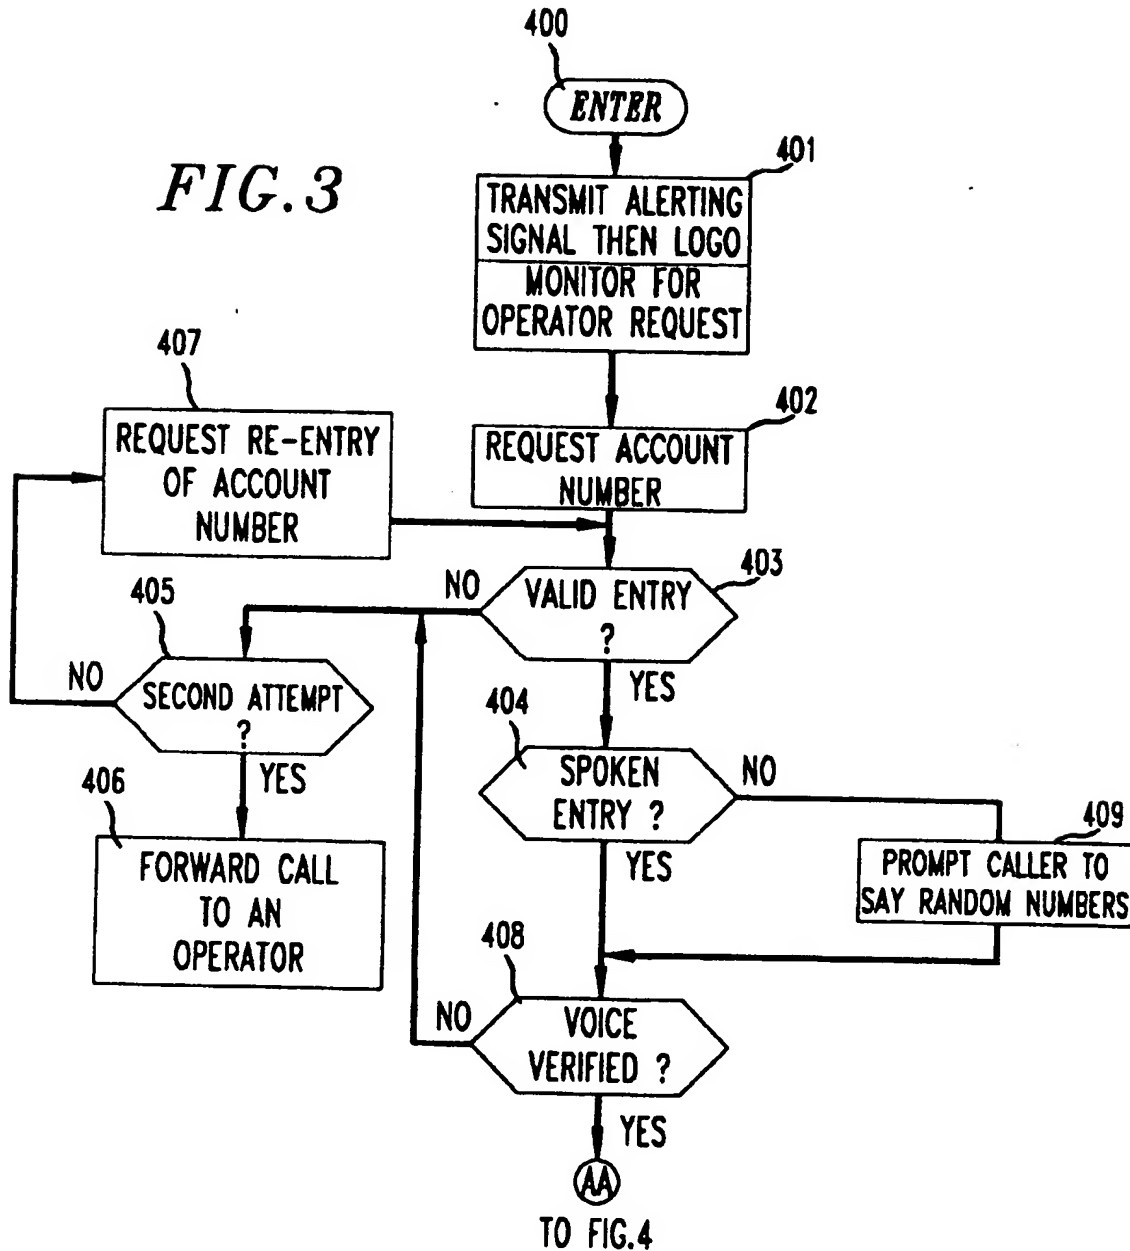 400
ENTER
FIG.3
401
TRANSMIT ALERTING
SIGNAL THEN LOGO
MONITOR FOR
OPERATOR REQUEST
407
REQUEST RE-ENTRY
OF ACCOUNT
NUMBER
402
REQUEST ACCOUNT
NUMBER
403
VALID ENTRY
?
NO
YES
405
SECOND ATTEMPT
?
NO
YES
406
FORWARD CALL
TO AN
OPERATOR
404
SPOKEN
ENTRY ?
NO
YES
409
PROMPT CALLER TO
SAY RANDOM NUMBERS
408
VOICE
VERIFIED ?
NO
YES
AA
TO FIG.4